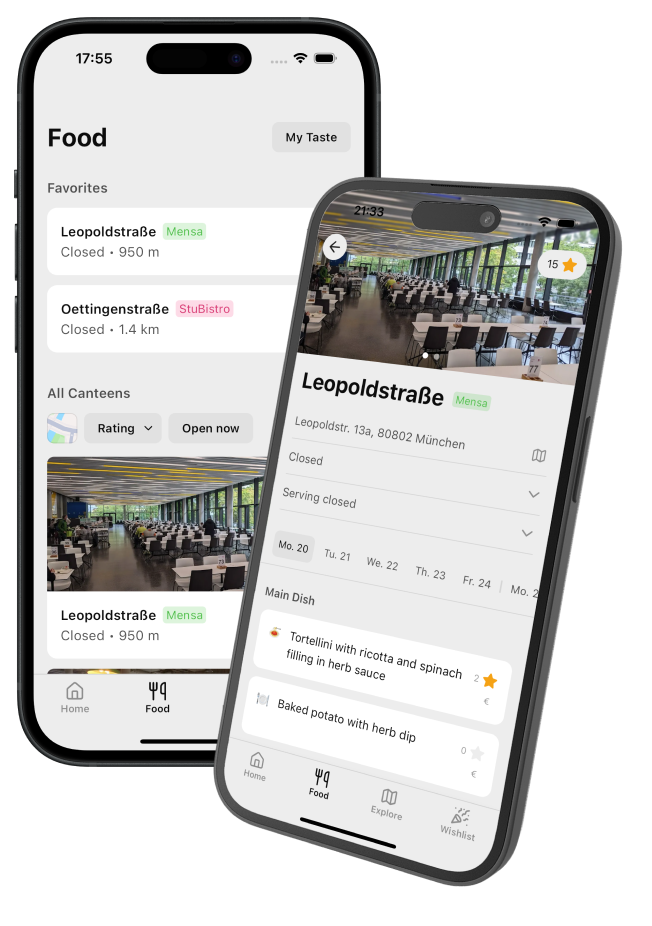 17:55
Food
My Taste
Favorites
Leopoldstraße Mensa
Closed • 950 m
Oettingenstraße StuBistro
Closed • 1.4 km
All Canteens
Rating
Open now
Leopoldstraße Mensa
Closed • 950 m
Home
Food
21:33
15
77
Leopoldstraße Mensa
Leopoldstr. 13a, 80802 München
Closed
Serving closed
Mo. 20
Tu. 21
We. 22
Th. 23
Fr. 24
Mo. 2
Main Dish
Tortellini with ricotta and spinach
filling in herb sauce
2
€
Baked potato with herb dip
0
€
Home
Food
Explore
Wishlist